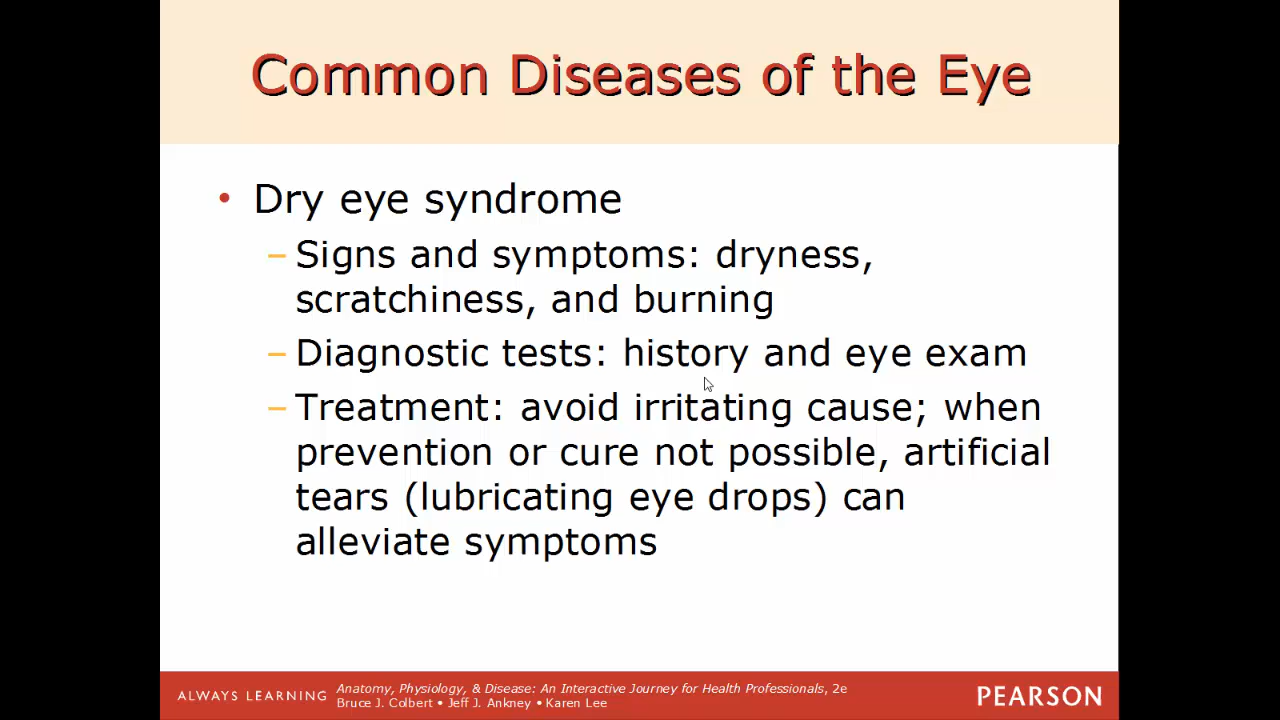 Common Diseases of the Eye
• Dry eye syndrome
– Signs and symptoms: dryness,
scratchiness, and burning
– Diagnostic tests: history and eye exam
– Treatment: avoid irritating cause; when
prevention or cure not possible, artificial
tears (lubricating eye drops) can
alleviate symptoms
ALWAYS LEARNING
Anatomy, Physiology, & Disease: An Interactive Journey for Health Professionals, 2e
Bruce J. Colbert • Jeff J. Ankney • Karen Lee
PEARSON